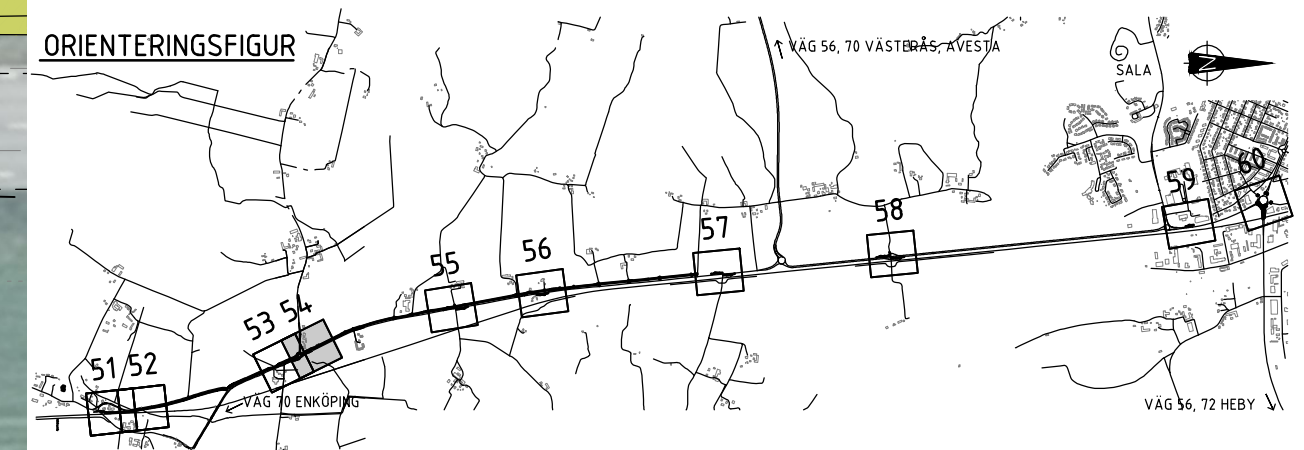 ORIENTERINGSFIGUR
VÄG 56, 70 VÄSTERÅS, AVESTA
SALA
N
60
59
58
57
56
55
54
53
52
51
VÄG 70 ENKÖPING
VÄG 56, 72 HEBY